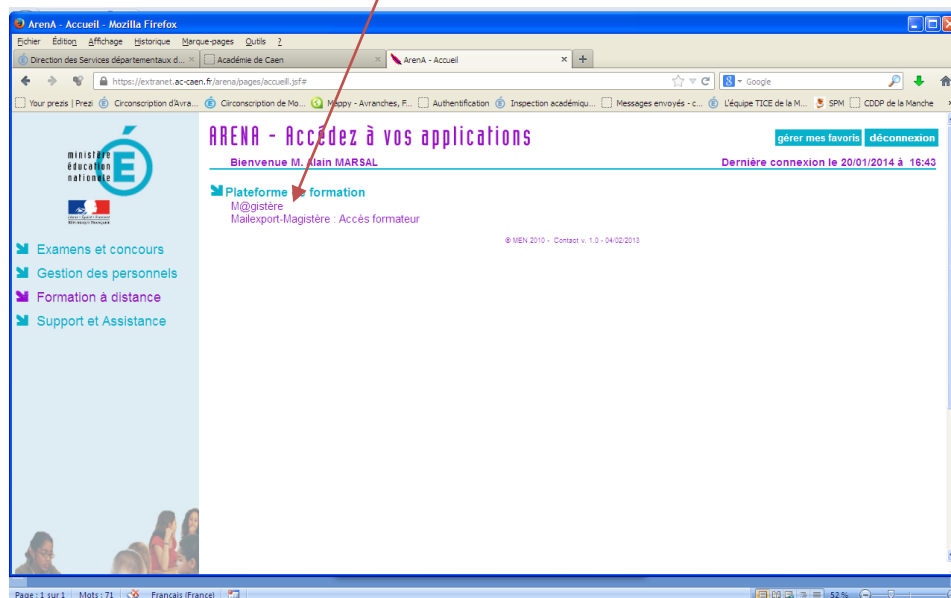 ArenA - Accueil - Mozilla Firefox
Fichier Édition Affichage Historique Marque-pages Outils ?
Direction des Services départementaux d... × Académie de Caen × ArenA - Accueil × +
https://extranet.ac-caen.fr/arena/pages/accueil.jsf# Google
Your prezis | Prezi Circonscription d'Avra... Circonscription de Mo... Mappy - Avranches, F... Authentification Inspection académiqu... Messages envoyés - c... L'équipe TICE de la M... SPM CDDP de la Manche
ministère
éducation
nationale
ARENA - Accédez à vos applications
gérer mes favoris déconnexion
Bienvenue M. Alain MARSAL Dernière connexion le 20/01/2014 à 16:43
Plateforme de formation
M@gistère
Mailexport-Magistère : Accès formateur
© MEN 2010 - Contact v. 1.0 - 04/02/2013
Examens et concours
Gestion des personnels
Formation à distance
Support et Assistance
Page : 1 sur 1 Mots : 71 Français (France) 52 %